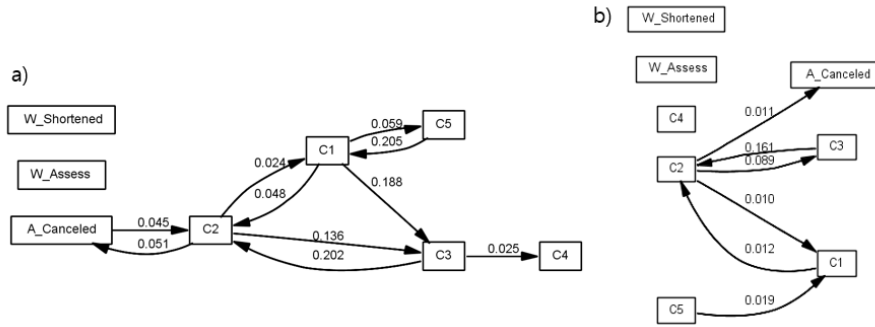 a)
W_Shortened
W_Assess
A_Canceled
C1
C5
C2
C3
C4
0.059
0.205
0.024
0.048
0.188
0.045
0.051
0.136
0.202
0.025
b)
W_Shortened
W_Assess
A_Canceled
C4
C2
C3
C1
C5
0.011
0.161
0.089
0.010
0.012
0.019